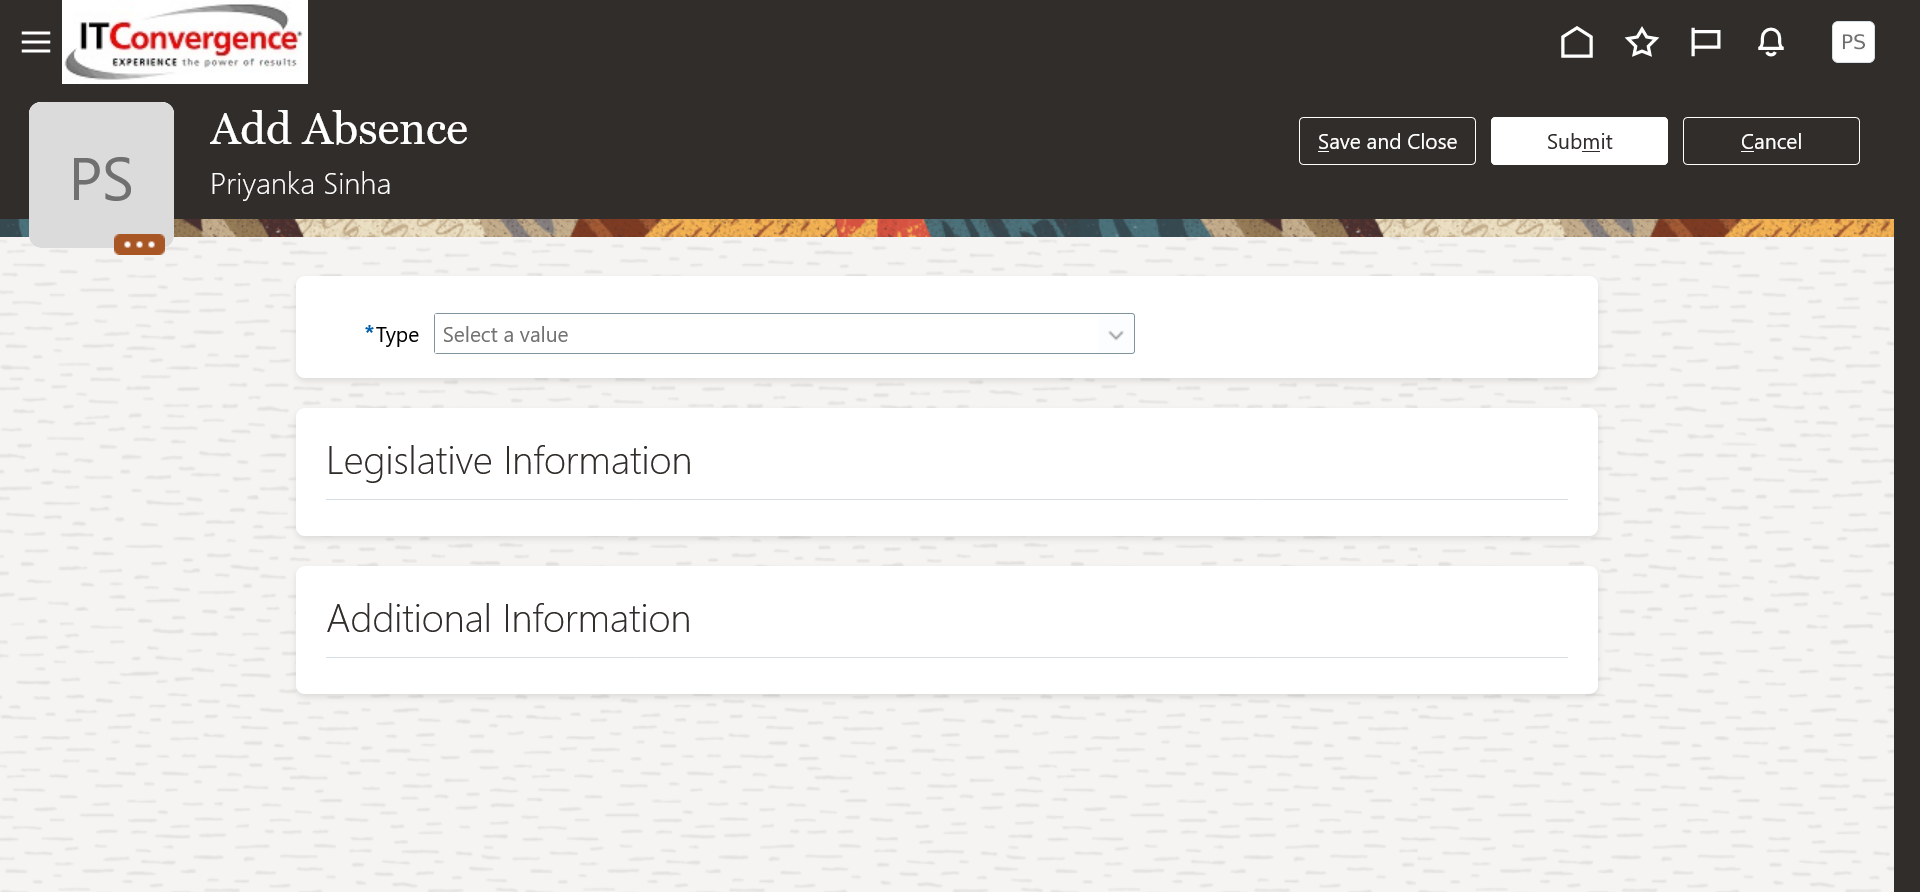 ITConvergence
EXPERIENCE the power of results
PS
PS
Add Absence
Priyanka Sinha
Save and Close
Submit
Cancel
*Type
Select a value
Legislative Information
Additional Information